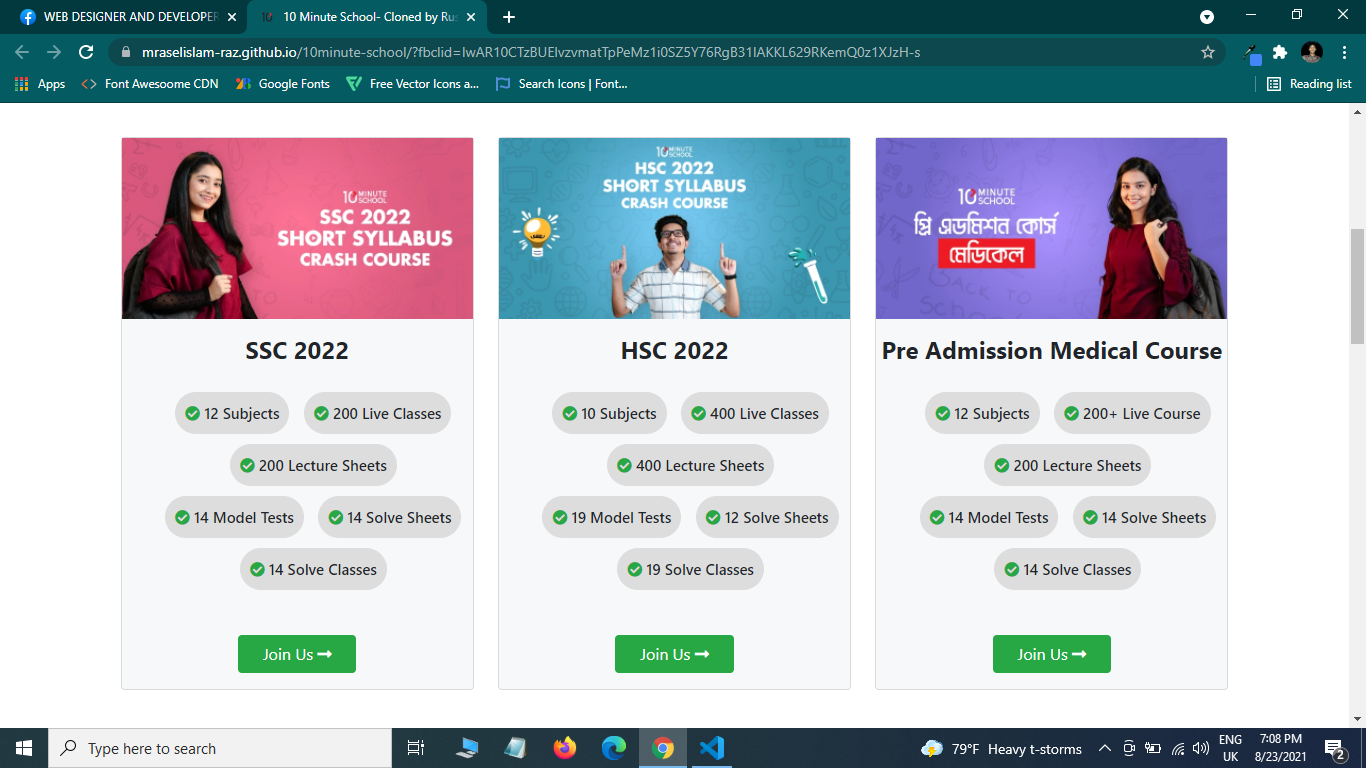 WEB DESIGNER AND DEVELOPER
10 Minute School- Cloned by Rus
mraselislam-raz.github.io/10minute-school/?fbclid=IwAR10CTzBUElvzvmatTpPeMz1i0SZ5Y76RgB31lAKKL629RKemQ0z1XJzH-s
Apps
Font Awesoome CDN
Google Fonts
Free Vector Icons a...
Search Icons | Font...
Reading list
10 MINUTE
SCHOOL
SSC 2022
SHORT SYLLABUS
CRASH COURSE
SSC 2022
12 Subjects
200 Live Classes
200 Lecture Sheets
14 Model Tests
14 Solve Sheets
14 Solve Classes
Join Us
10 MINUTE
SCHOOL
HSC 2022
SHORT SYLLABUS
CRASH COURSE
HSC 2022
10 Subjects
400 Live Classes
400 Lecture Sheets
19 Model Tests
12 Solve Sheets
19 Solve Classes
Join Us
10 MINUTE
SCHOOL
প্রি এডমিশন কোর্স
মেডিকেল
Pre Admission Medical Course
12 Subjects
200+ Live Course
200 Lecture Sheets
14 Model Tests
14 Solve Sheets
14 Solve Classes
Join Us
Type here to search
79°F Heavy t-storms
ENG
UK
7:08 PM
8/23/2021
2